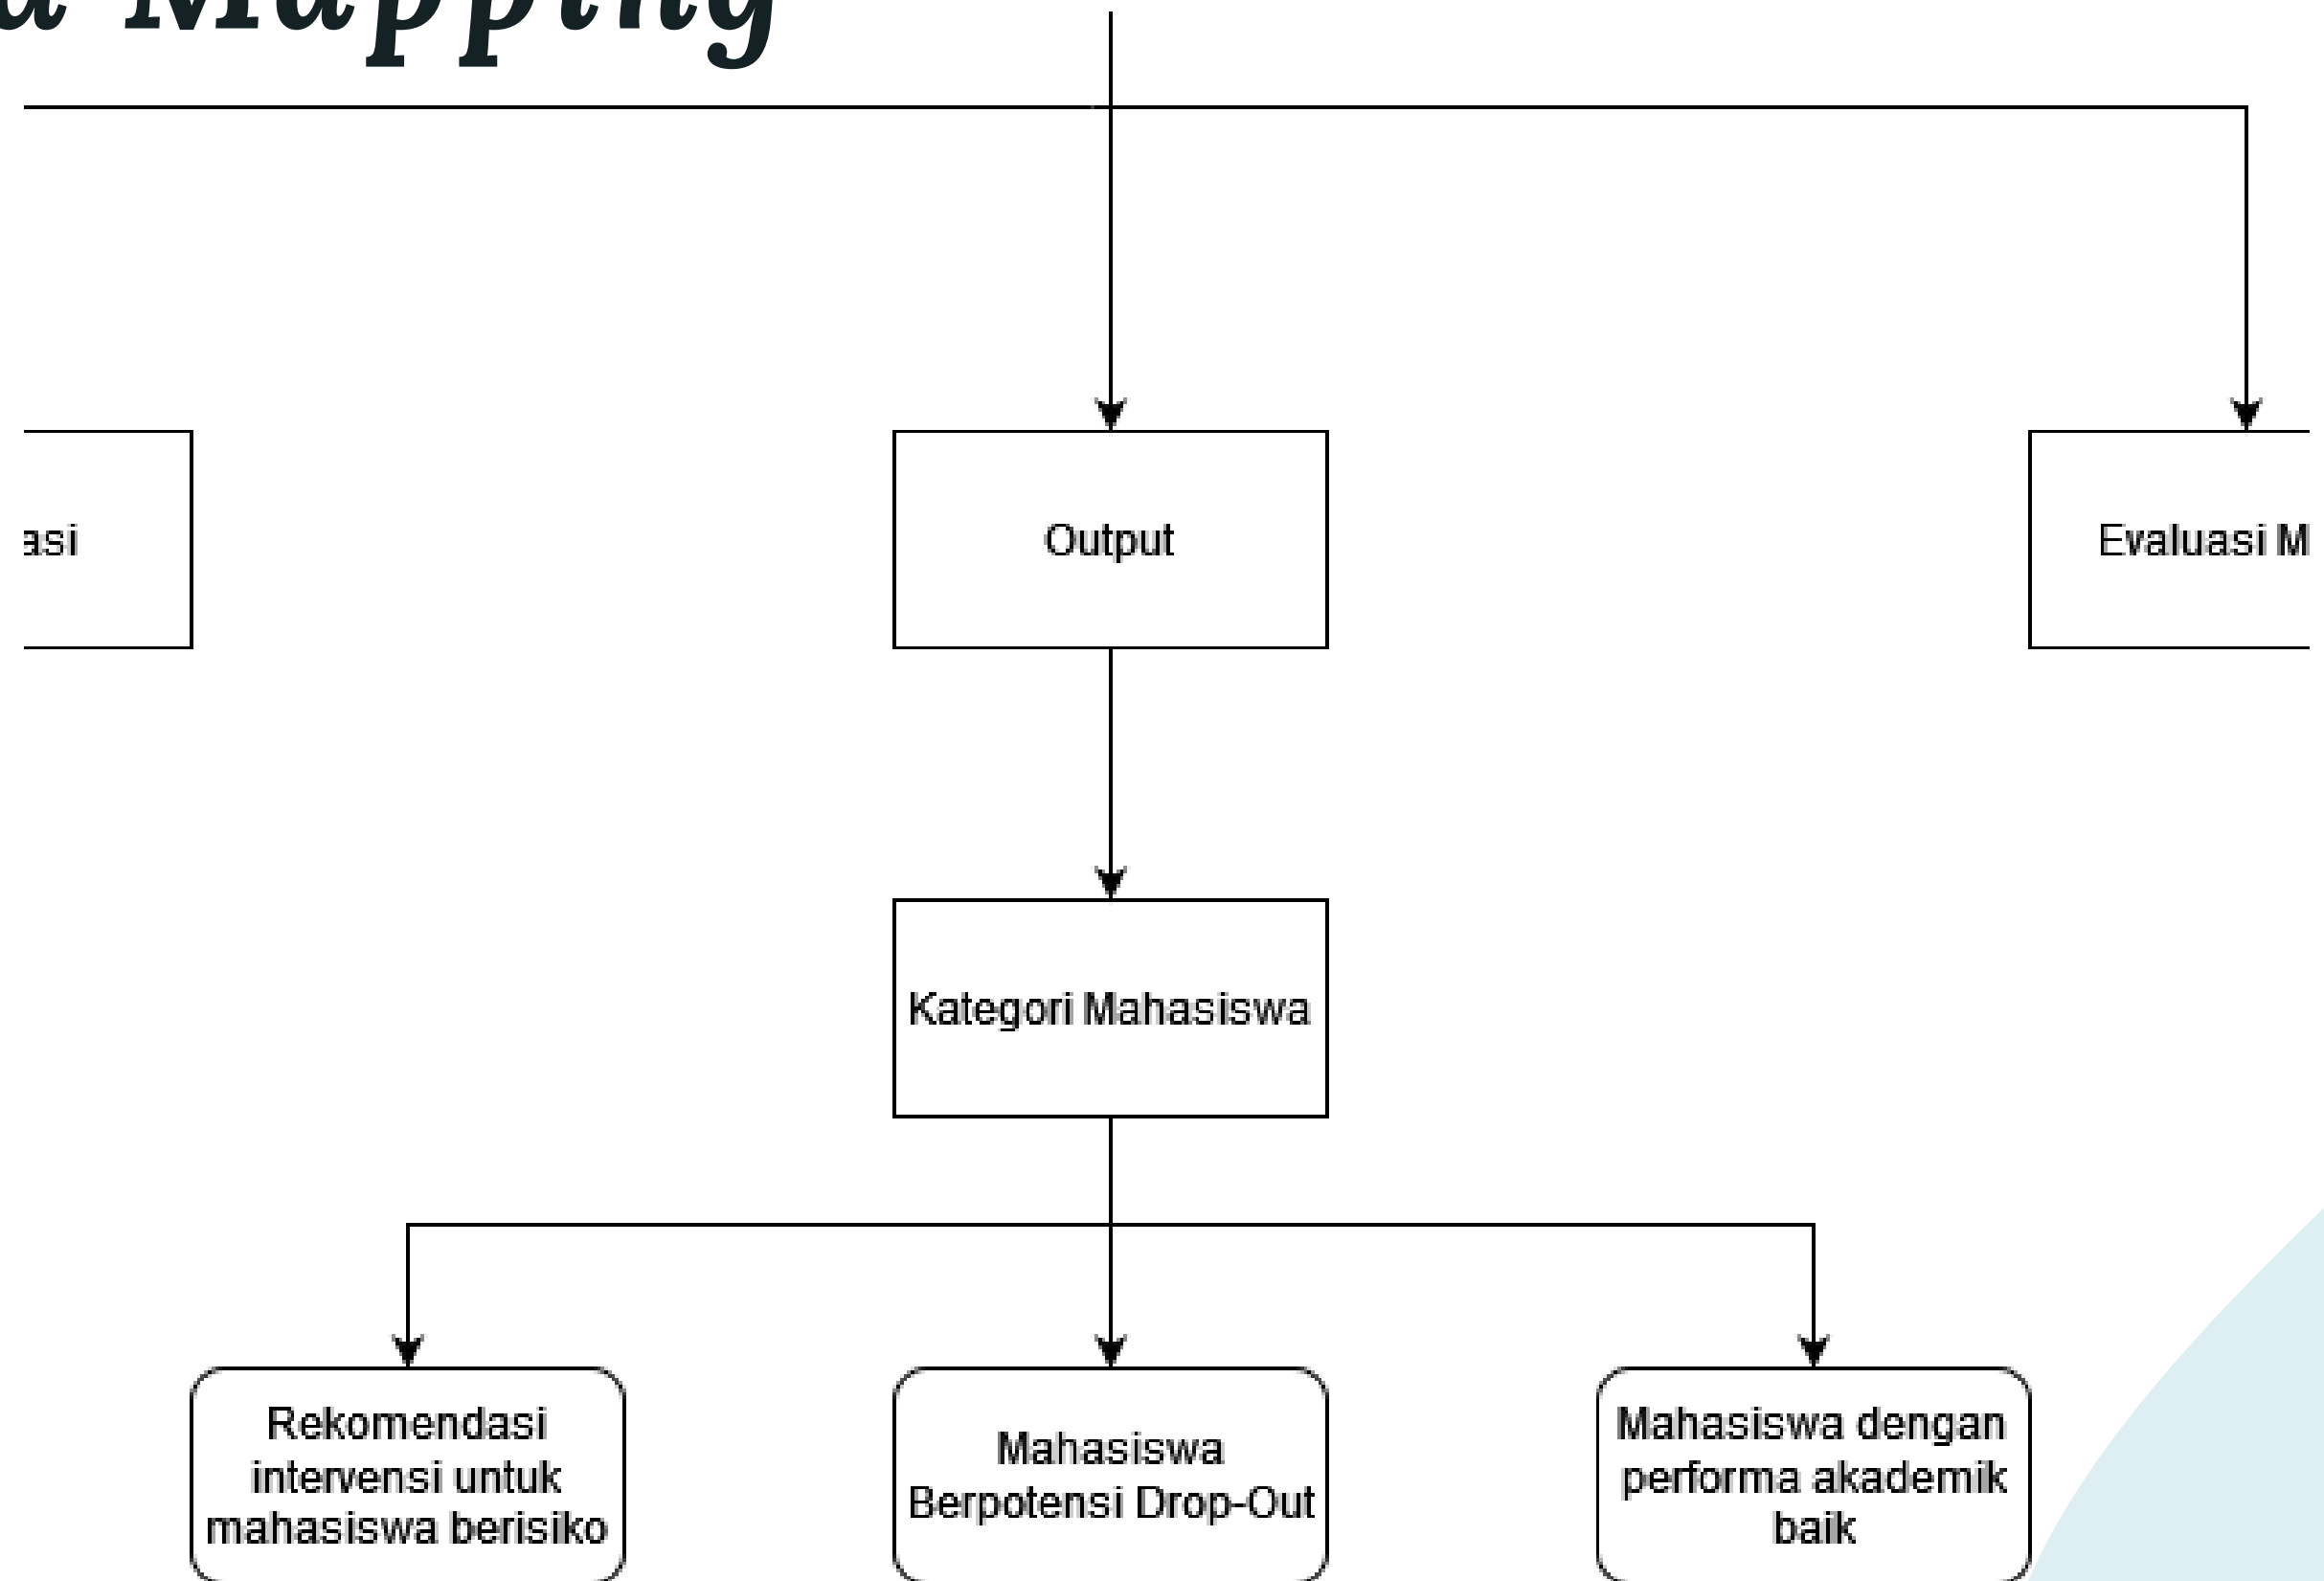 Mapping
asi
Output
Evaluasi M
Kategori Mahasiswa
Rekomendasi
intervensi untuk
mahasiswa berisiko
Mahasiswa
Berpotensi Drop-Out
Mahasiswa dengan
performa akademik
baik